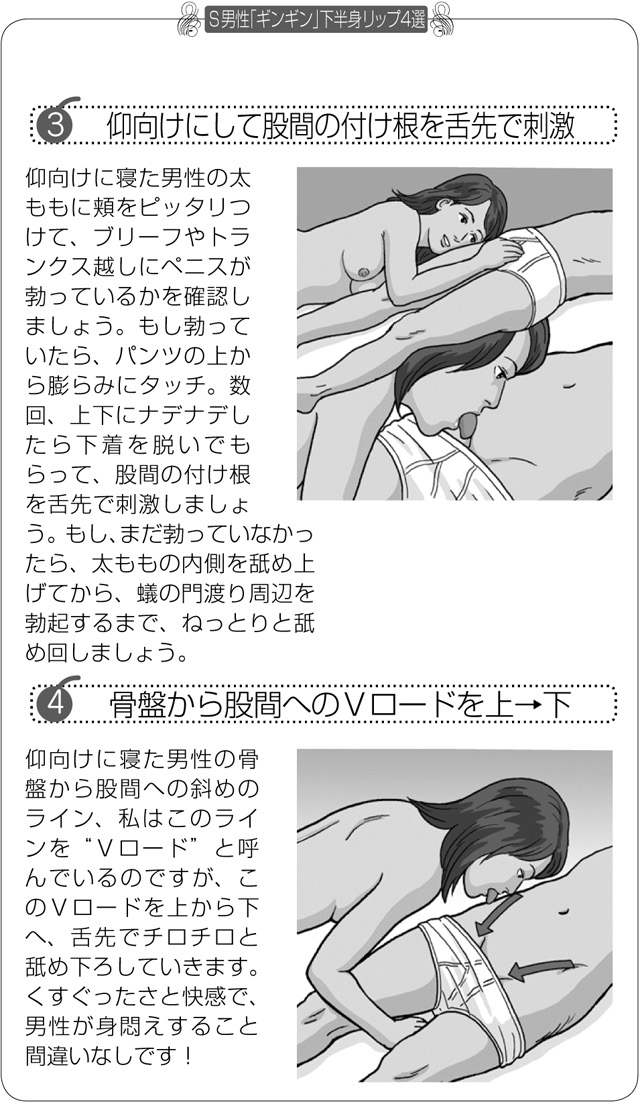 S男性「ギンギン」下半身リップ4選
3 仰向けにして股間の付け根を舌先で刺激
仰向けに寝た男性の太
ももに頬をピッタリつ
けて、ブリーフやトラ
ンクス越しにペニスが
勃っているかを確認し
ましょう。もし勃って
いたら、パンツの上か
ら膨らみにタッチ。数
回、上下にナデナデし
たら下着を脱いでも
らって、股間の付け根
を舌先で刺激しましょ
う。もし、まだ勃っていなかっ
たら、太ももの内側を舐め上
げてから、蟻の門渡り周辺を
勃起するまで、ねっとりと舐
め回しましょう。
4 骨盤から股間へのVロードを上→下
仰向けに寝た男性の骨
盤から股間への斜めの
ライン、私はこのライ
ンを“Vロード”と呼
んでいるのですが、こ
のVロードを上から下
へ、舌先でチロチロと
舐め下ろしていきます。
くすぐったさと快感で、
男性が身悶えすること
間違いなしです！